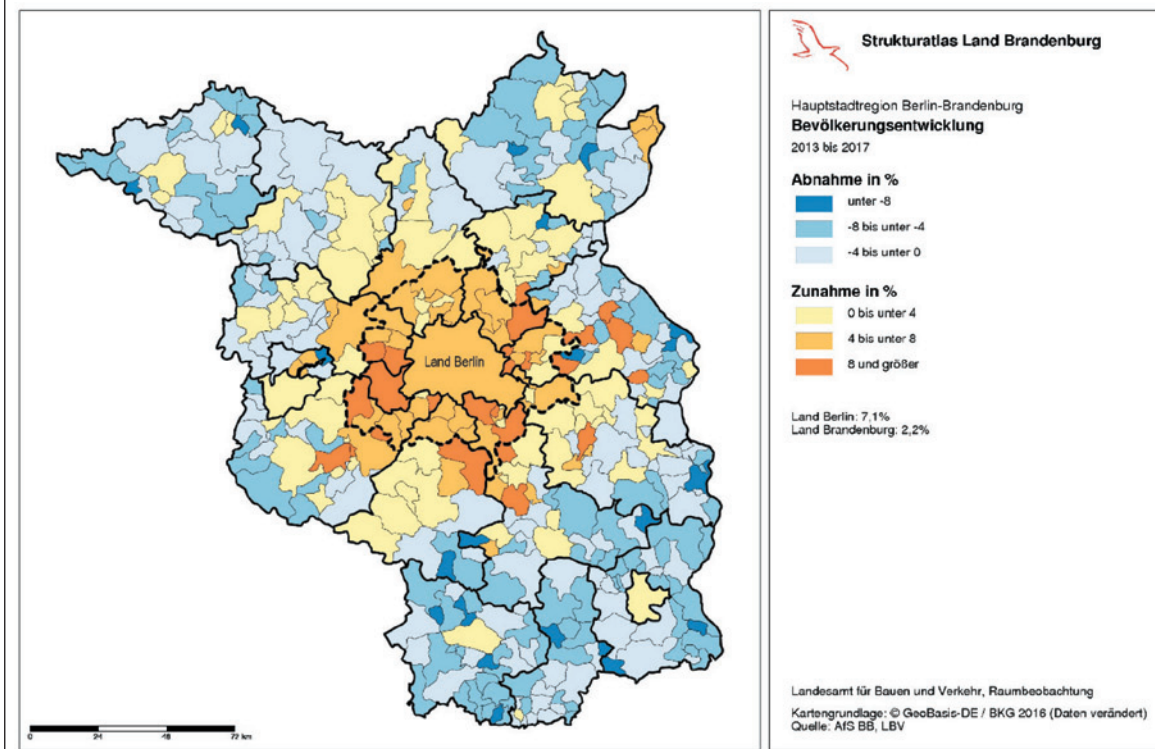 Strukturatlas Land Brandenburg
Hauptstadtregion Berlin-Brandenburg
Bevölkerungsentwicklung
2013 bis 2017
Abnahme in %
unter -8
-8 bis unter -4
-4 bis unter 0
Zunahme in %
0 bis unter 4
4 bis unter 8
8 und größer
Land Berlin: 7,1%
Land Brandenburg: 2,2%
Land Berlin
0 24 48 72 km
Landesamt für Bauen und Verkehr, Raumbeobachtung
Kartengrundlage: © GeoBasis-DE / BKG 2016 (Daten verändert)
Quelle: AfS BB, LBV